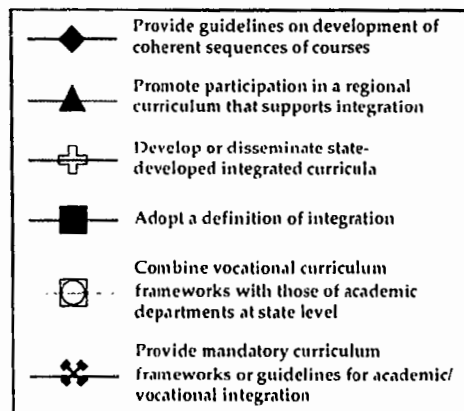 Provide guidelines on development of
coherent sequences of courses
Promote participation in a regional
curriculum that supports integration
Develop or disseminate state-
developed integrated curricula
Adopt a definition of integration
Combine vocational curriculum
frameworks with those of academic
departments at state level
Provide mandatory curriculum
frameworks or guidelines for academic/
vocational integration